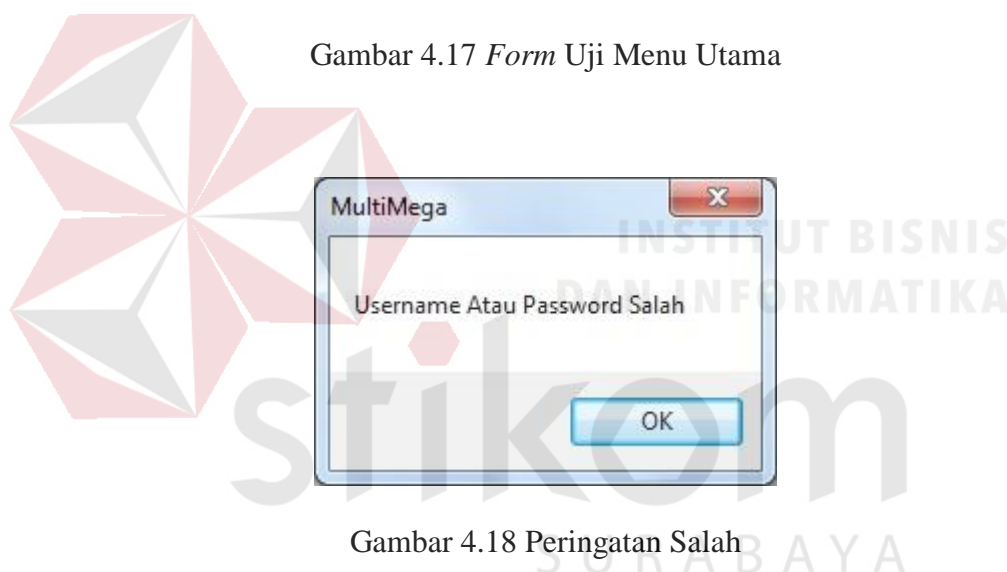 Gambar 4.17 Form Uji Menu Utama
MultiMega
INSTITUT BISNIS
DAN INFORMATIKA
Username Atau Password Salah
stikom
OK
Gambar 4.18 Peringatan Salah
SURABAYA